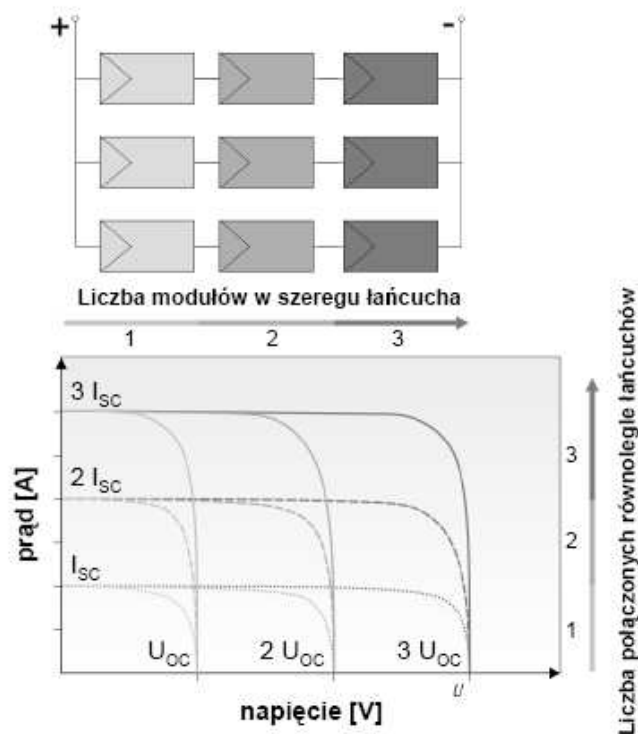 + -
Liczba modułów w szeregu łańcucha
1 2 3
3 I_SC
2 I_SC
I_SC
U_OC 2 U_OC 3 U_OC
U
napięcie [V]
prąd [A]
3
2
1
Liczba połączonych równolegle łańcuchów